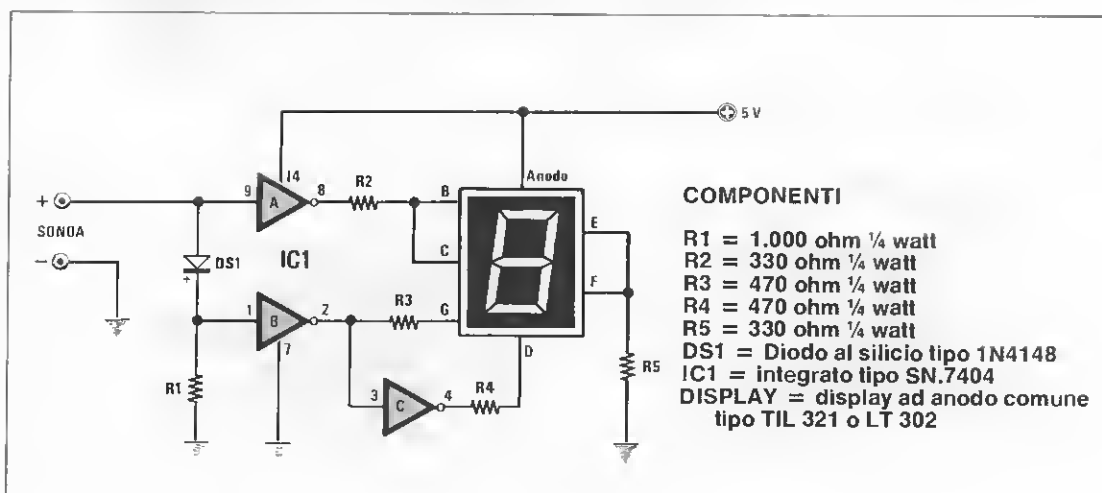 5 V
Anodo
14
9
A
8
R2
B
+
SONDA
−
DS1
+
IC1
C
E
F
1
B
2
R3
G
7
D
R1
3
C
4
R4
R5
COMPONENTI
R1 = 1.000 ohm ¼ watt
R2 = 330 ohm ¼ watt
R3 = 470 ohm ¼ watt
R4 = 470 ohm ¼ watt
R5 = 330 ohm ¼ watt
DS1 = Diodo al silicio tipo 1N4148
IC1 = integrato tipo SN.7404
DISPLAY = display ad anodo comune
tipo TIL 321 o LT 302